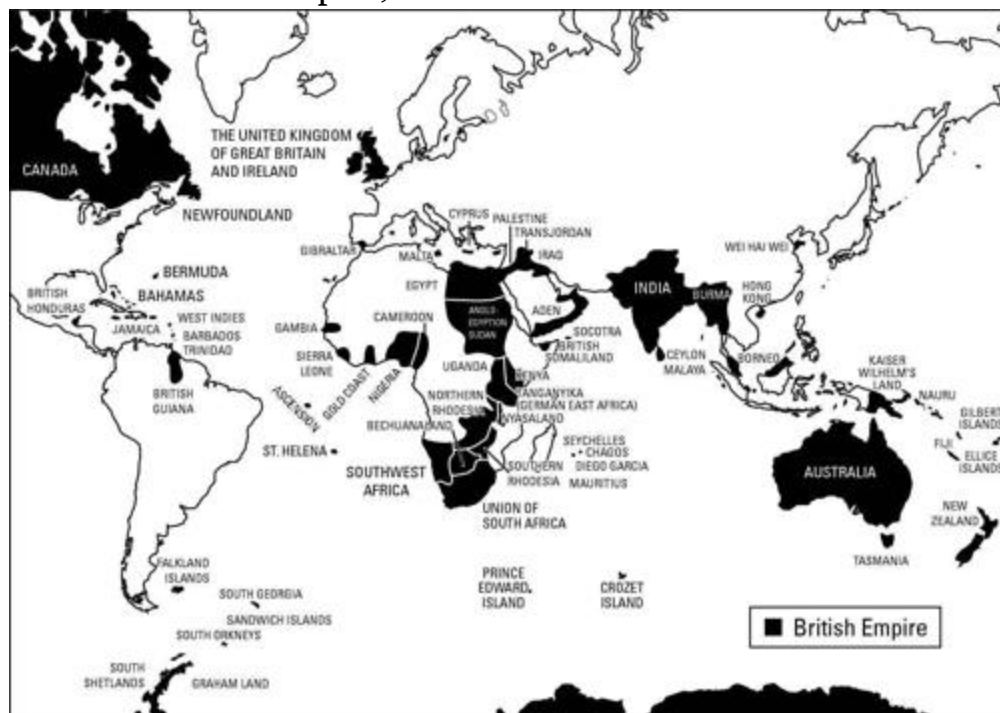 CANADA
THE UNITED KINGDOM
OF GREAT BRITAIN
AND IRELAND
NEWFOUNDLAND
CYPRUS
PALESTINE
TRANSJORDAN
GIBRALTAR
MALTA
IRAQ
WEI HAI WEI
BERMUDA
BRITISH
HONDURAS
BAHAMAS
EGYPT
INDIA
BURMA
HONG
KONG
WEST INDIES
JAMAICA
BARBADOS
TRINIDAD
GAMBIA
CAMEROON
ANGLO-
EGYPTION
SUDAN
ADEN
SOCOTRA
BRITISH
SOMALILAND
SIERRA
LEONE
UGANDA
CEYLON
MALAYA
BORNEO
KAISER
WILHELM'S
LAND
NAURU
BRITISH
GUIANA
ASCENSION
GOLD COAST
NIGERIA
KENYA
TANGANYIKA
(GERMAN EAST AFRICA)
NORTHERN
RHODESIA
NYASALAND
GILBERT
ISLANDS
BECHUANALAND
FIJI
ELLICE
ISLANDS
ST. HELENA
SEYCHELLES
CHAGOS
DIEGO GARCIA
MAURITIUS
SOUTHWEST
AFRICA
SOUTHERN
RHODESIA
AUSTRALIA
UNION OF
SOUTH AFRICA
NEW
ZEALAND
TASMANIA
FALKLAND
ISLANDS
PRINCE
EDWARD
ISLAND
CROZET
ISLAND
SOUTH GEORGIA
SANDWICH ISLANDS
SOUTH ORKNEYS
British Empire
SOUTH
SHETLANDS
GRAHAM LAND